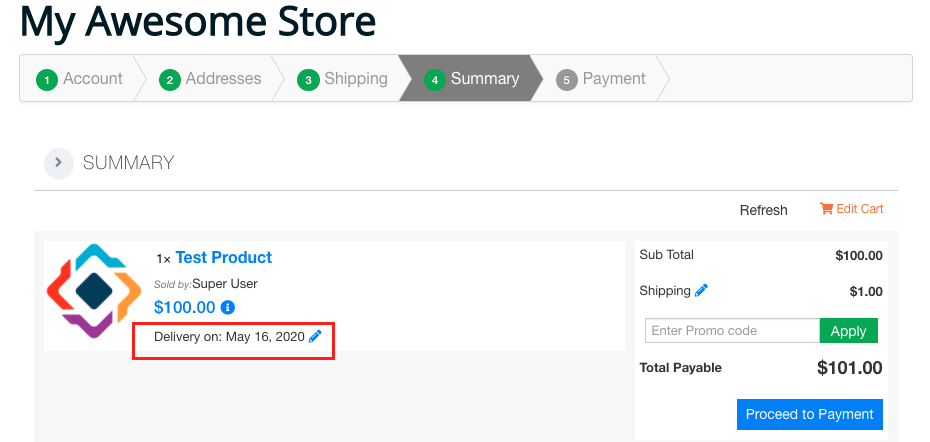 My Awesome Store
1 Account 2 Addresses 3 Shipping 4 Summary 5 Payment
SUMMARY
Refresh Edit Cart
1× Test Product
Sold by:Super User
$100.00
Delivery on: May 16, 2020
Sub Total $100.00
Shipping $1.00
Enter Promo code Apply
Total Payable $101.00
Proceed to Payment